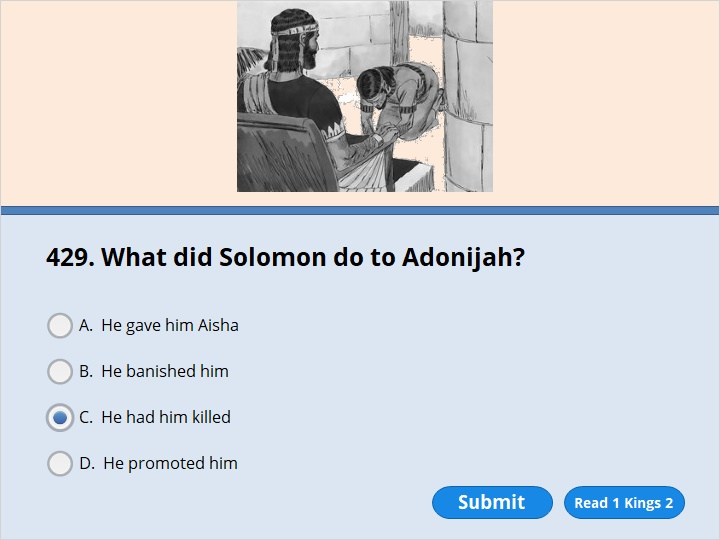 429. What did Solomon do to Adonijah?
A. He gave him Aisha
B. He banished him
C. He had him killed
D. He promoted him
Submit
Read 1 Kings 2